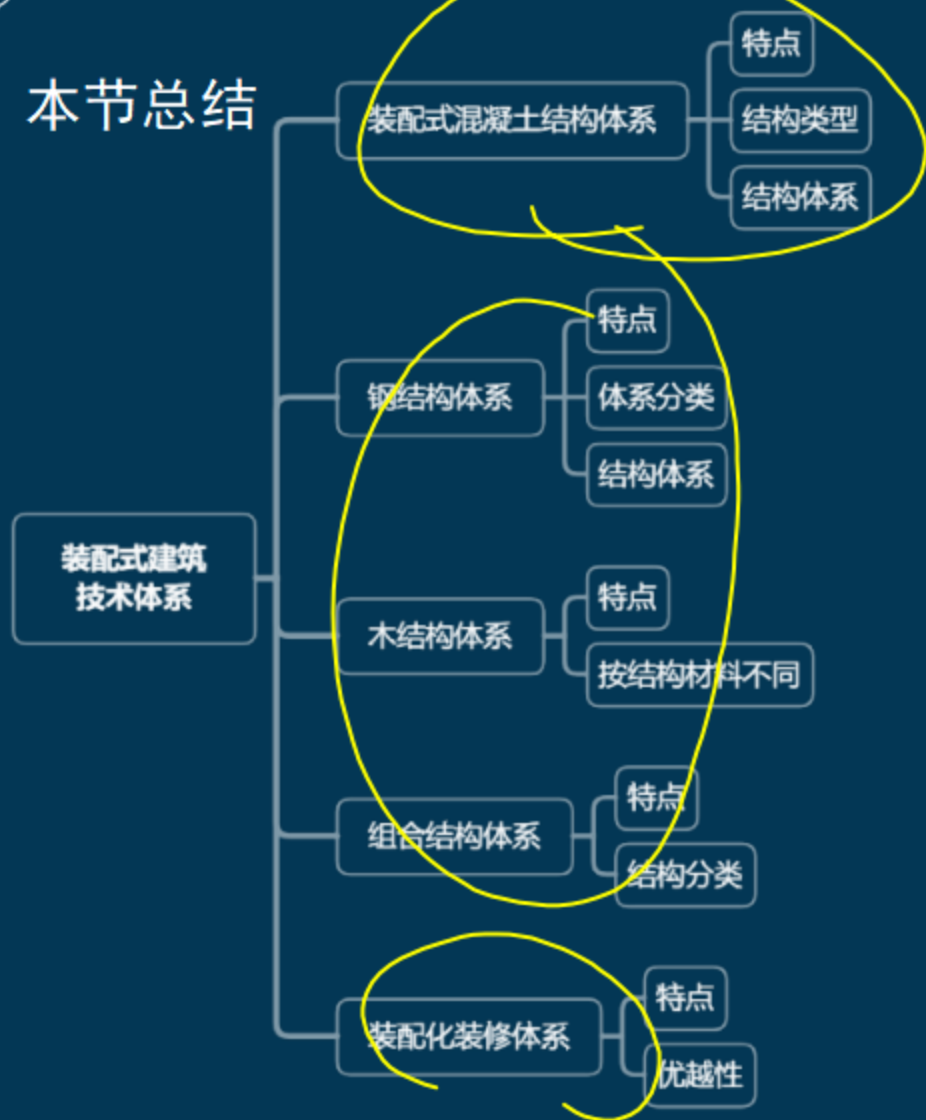 本节总结
装配式建筑
技术体系
装配式混凝土结构体系
特点
结构类型
结构体系
钢结构体系
特点
体系分类
结构体系
木结构体系
特点
按结构材料不同
组合结构体系
特点
结构分类
装配化装修体系
特点
优越性